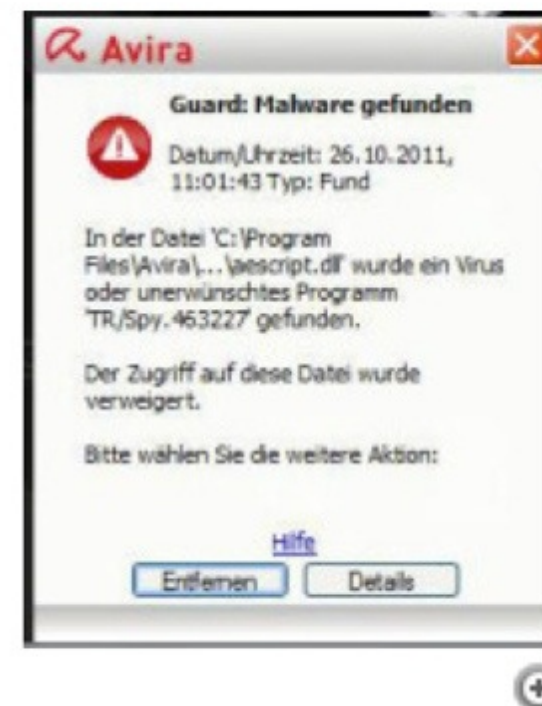 Avira
Guard: Malware gefunden
Datum/Uhrzeit: 26.10.2011,
11:01:43 Typ: Fund
In der Datei 'C:\Program
Files\Avira\...\aescript.dll' wurde ein Virus
oder unerwünschtes Programm
'TR/Spy.463227' gefunden.
Der Zugriff auf diese Datei wurde
verweigert.
Bitte wählen Sie die weitere Aktion:
Hilfe
Entfernen Details